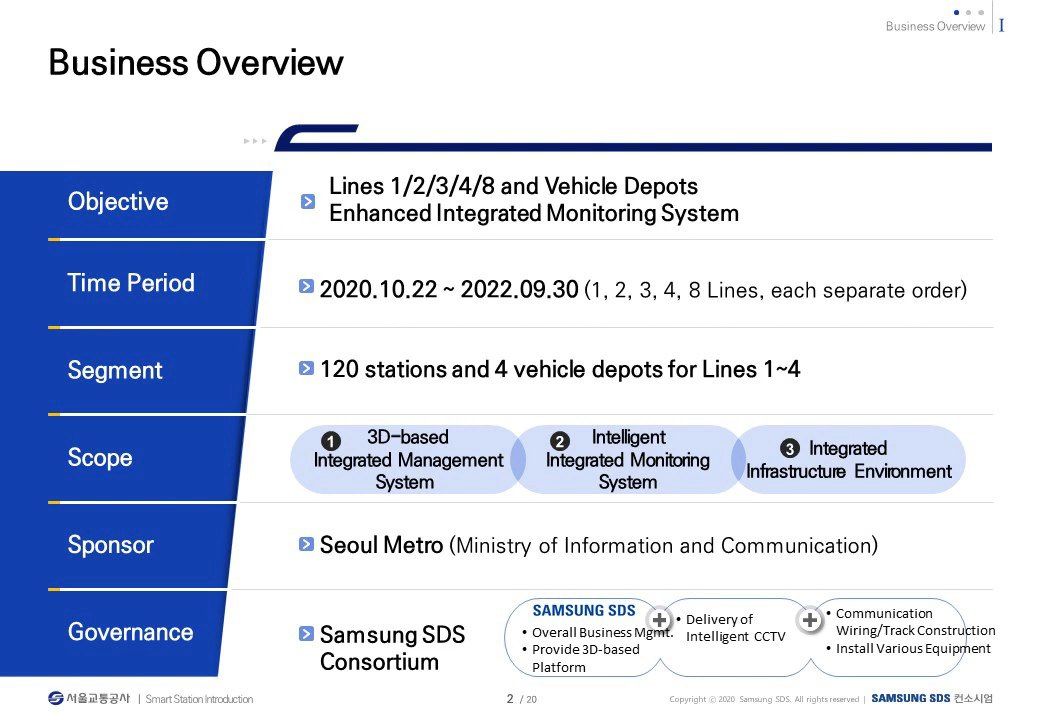 Business Overview I
Business Overview
Objective
Lines 1/2/3/4/8 and Vehicle Depots
Enhanced Integrated Monitoring System
Time Period
2020.10.22 ~ 2022.09.30 (1, 2, 3, 4, 8 Lines, each separate order)
Segment
120 stations and 4 vehicle depots for Lines 1~4
Scope
1 3D-based
Integrated Management
System
2 Intelligent
Integrated Monitoring
System
3 Integrated
Infrastructure Environment
Sponsor
Seoul Metro (Ministry of Information and Communication)
Governance
Samsung SDS
Consortium
SAMSUNG SDS
• Overall Business Mgmt.
• Provide 3D-based
Platform
• Delivery of
Intelligent CCTV
• Communication
Wiring/Track Construction
• Install Various Equipment
서울교통공사 | Smart Station Introduction
2 / 20
Copyright ⓒ 2020 Samsung SDS. All rights reserved | SAMSUNG SDS 컨소시엄